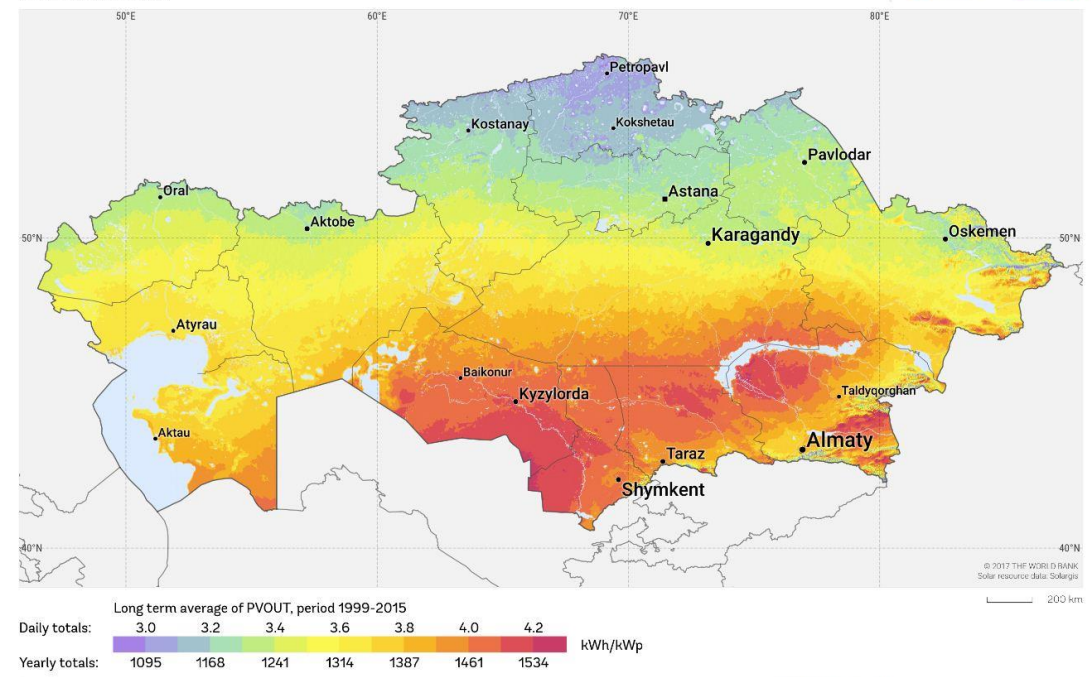 50°E 60°E 70°E 80°E
Petropavl
Kostanay
Kokshetau
Pavlodar
Oral
Astana
Aktobe
50°N
Karagandy
Oskemen
50°N
Atyrau
Baikonur
Kyzylorda
Taldyqorghan
Aktau
Almaty
Taraz
Shymkent
40°N
40°N
© 2017 THE WORLD BANK
Solar resource data: Solargis
200 km
Long term average of PVOUT, period 1999-2015
Daily totals: 3.0 3.2 3.4 3.6 3.8 4.0 4.2
kWh/kWp
Yearly totals: 1095 1168 1241 1314 1387 1461 1534